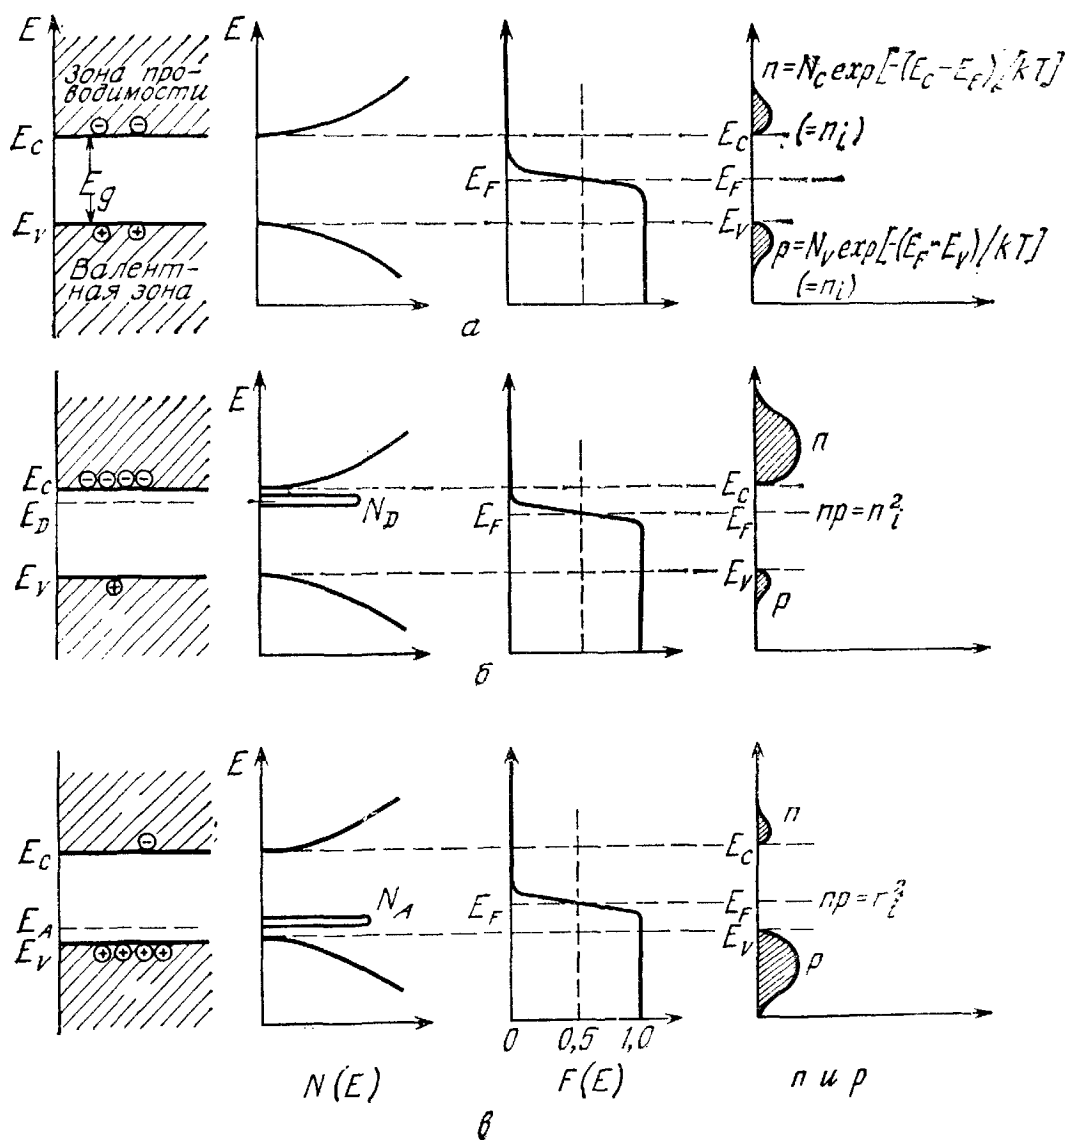 E
Зона про-
водимости
E_C
E_g
E_V
Валент-
ная зона
E
E_F
n=N_C exp[-(E_C-E_F)/kT]
E_C
(=n_i)
E_F
E_V
p=N_V exp[-(E_F-E_V)/kT]
(=n_i)
а
E_C
E_D
E_V
E
N_D
E_F
n
E_C
E_F
np=n_i^2
E_V
p
б
E_C
E_A
E_V
E
N_A
E_F
n
E_C
E_F
np=n_i^2
E_V
p
0 0,5 1,0
N(E)
F(E)
n и p
в